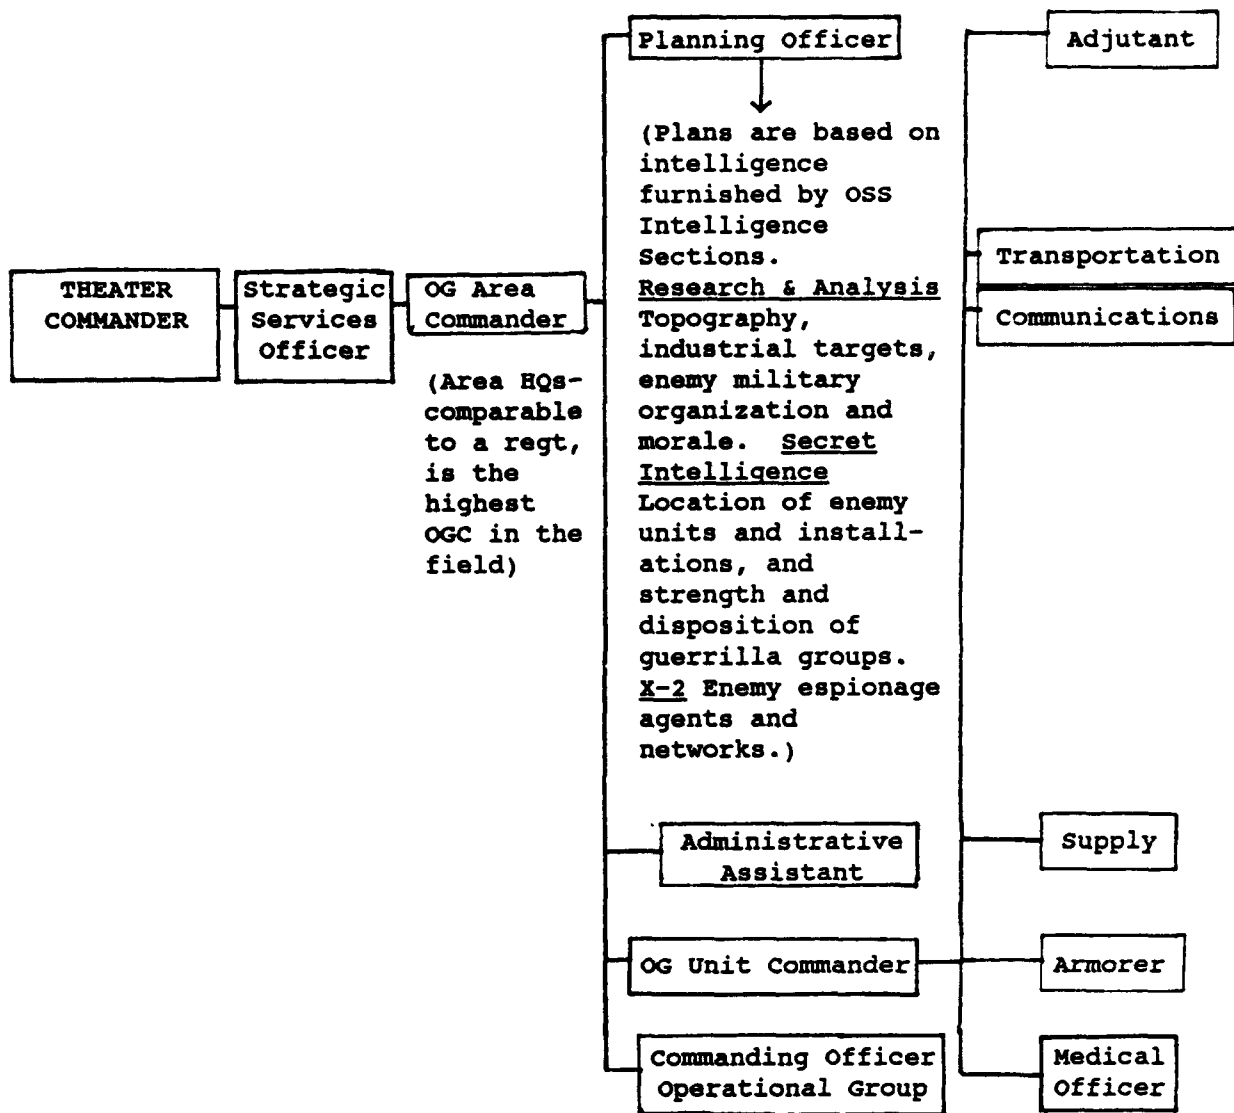 THEATER
COMMANDER
Strategic
Services
Officer
OG Area
Commander
(Area HQs-
comparable
to a regt,
is the
highest
OGC in the
field)
Planning Officer
(Plans are based on
intelligence
furnished by OSS
Intelligence
Sections.
Research & Analysis
Topography,
industrial targets,
enemy military
organization and
morale. Secret
Intelligence
Location of enemy
units and install-
ations, and
strength and
disposition of
guerrilla groups.
X-2 Enemy espionage
agents and
networks.)
Administrative
Assistant
OG Unit Commander
Commanding Officer
Operational Group
Adjutant
Transportation
Communications
Supply
Armorer
Medical
Officer